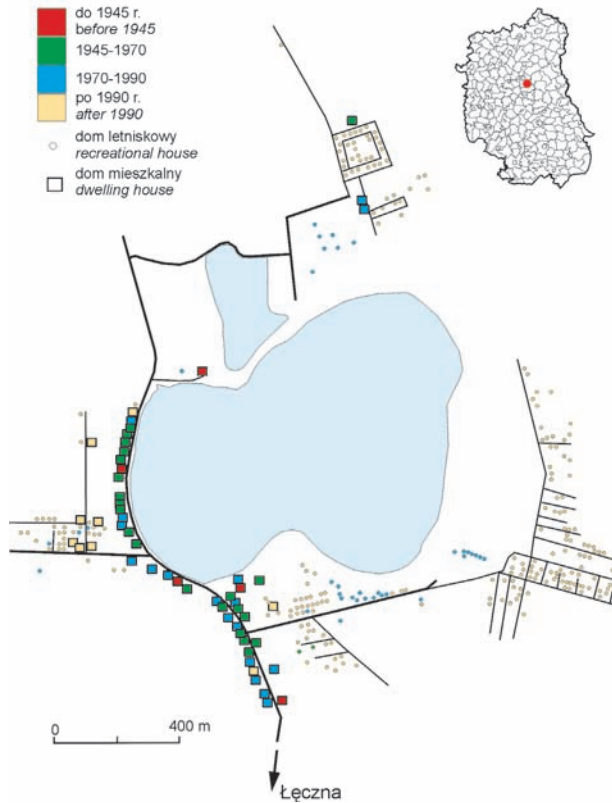 do 1945 r.
before 1945
1945-1970
1970-1990
po 1990 r.
after 1990
dom letniskowy
recreational house
dom mieszkalny
dwelling house
0 400 m
Łęczna